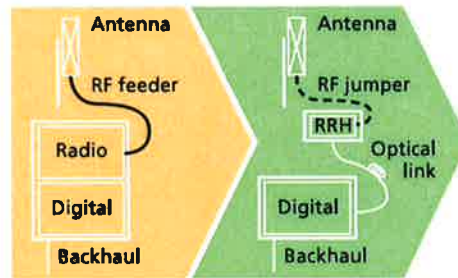 Antenna
RF feeder
Radio
Digital
Backhaul
Antenna
RF jumper
RRH
Optical
link
Digital
Backhaul